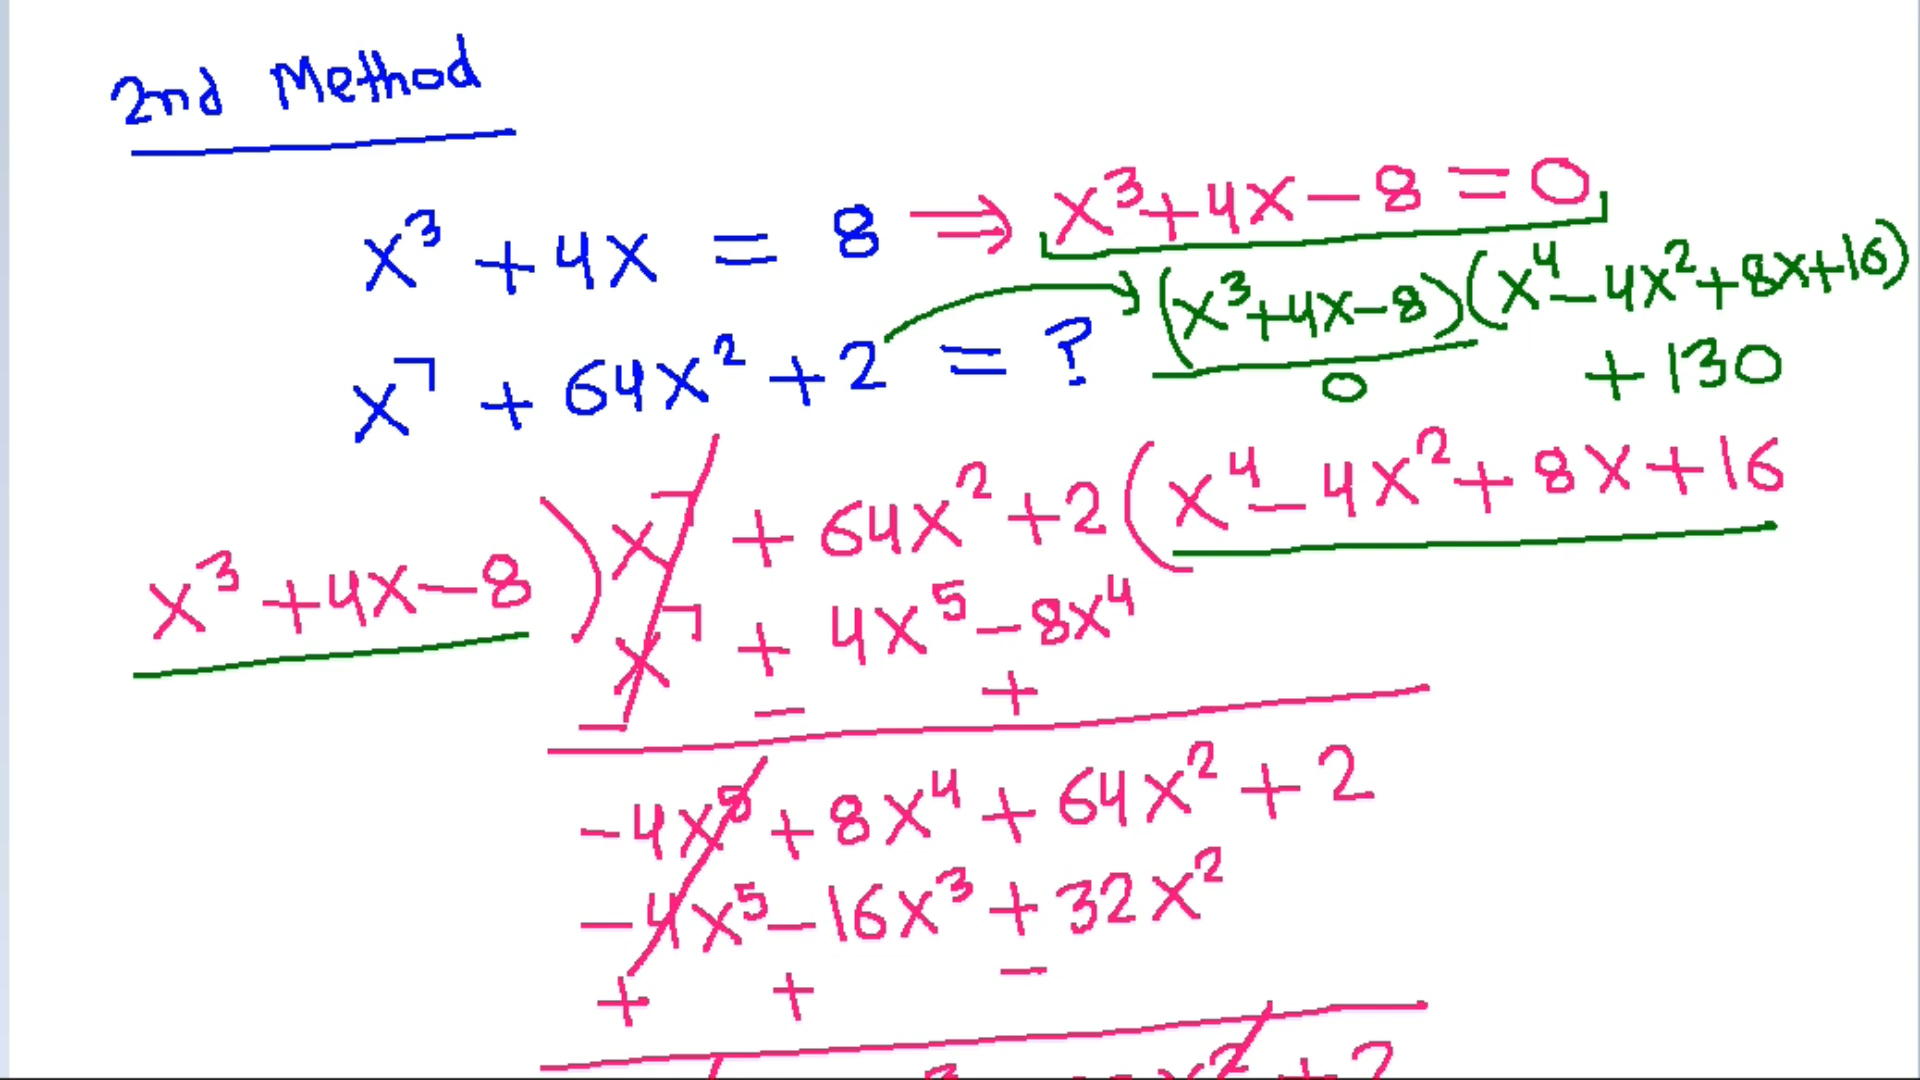 2nd Method
x³ + 4x = 8 ⇒ x³ + 4x - 8 = 0
x⁷ + 64x² + 2 = ? (x³+4x-8)(x⁴-4x²+8x+16)
0 + 130
x³ + 4x - 8 ) x⁷ + 64x² + 2 ( x⁴ - 4x² + 8x + 16
x⁷ + 4x⁵ - 8x⁴
- - +
-4x⁵ + 8x⁴ + 64x² + 2
-4x⁵ - 16x³ + 32x²
+ + -